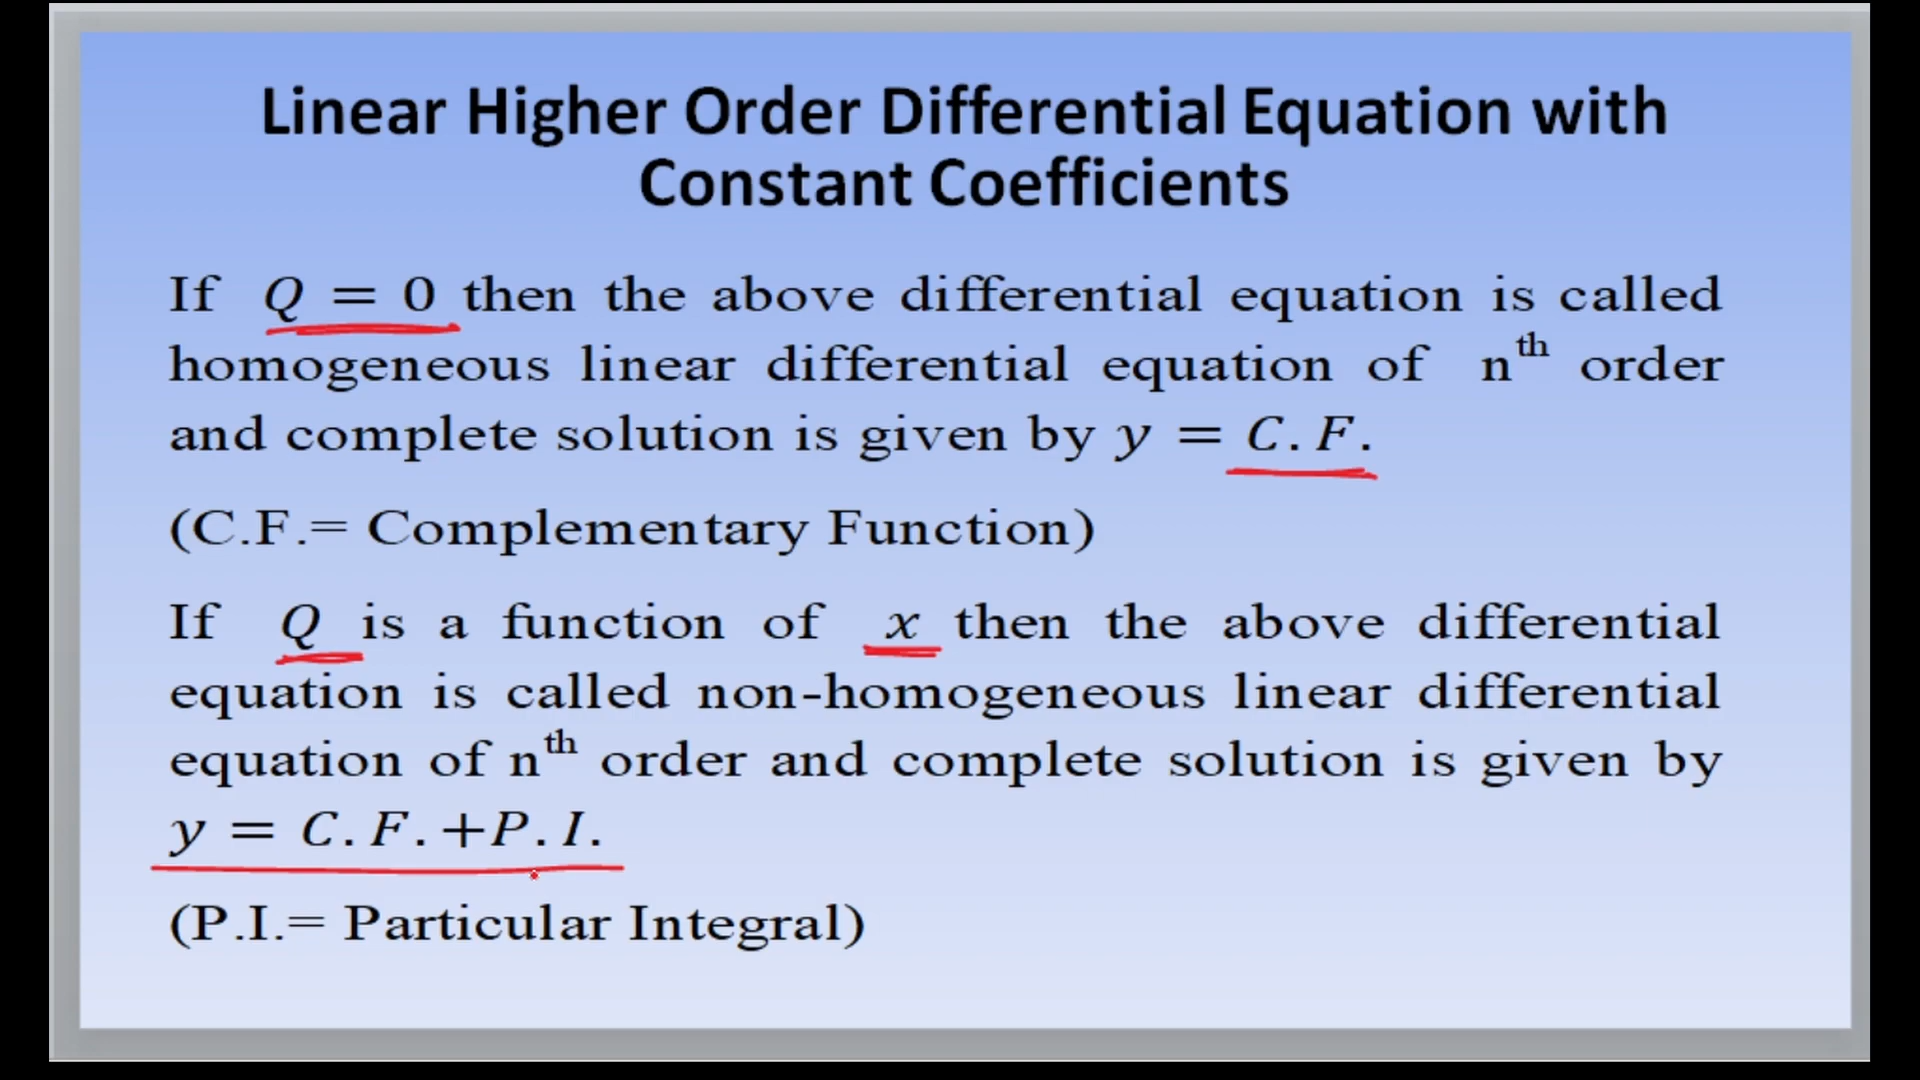 Linear Higher Order Differential Equation with
Constant Coefficients
If Q = 0 then the above differential equation is called
homogeneous linear differential equation of nᵗʰ order
and complete solution is given by y = C.F.
(C.F.= Complementary Function)
If Q is a function of x then the above differential
equation is called non-homogeneous linear differential
equation of nᵗʰ order and complete solution is given by
y = C.F.+P.I.
(P.I.= Particular Integral)